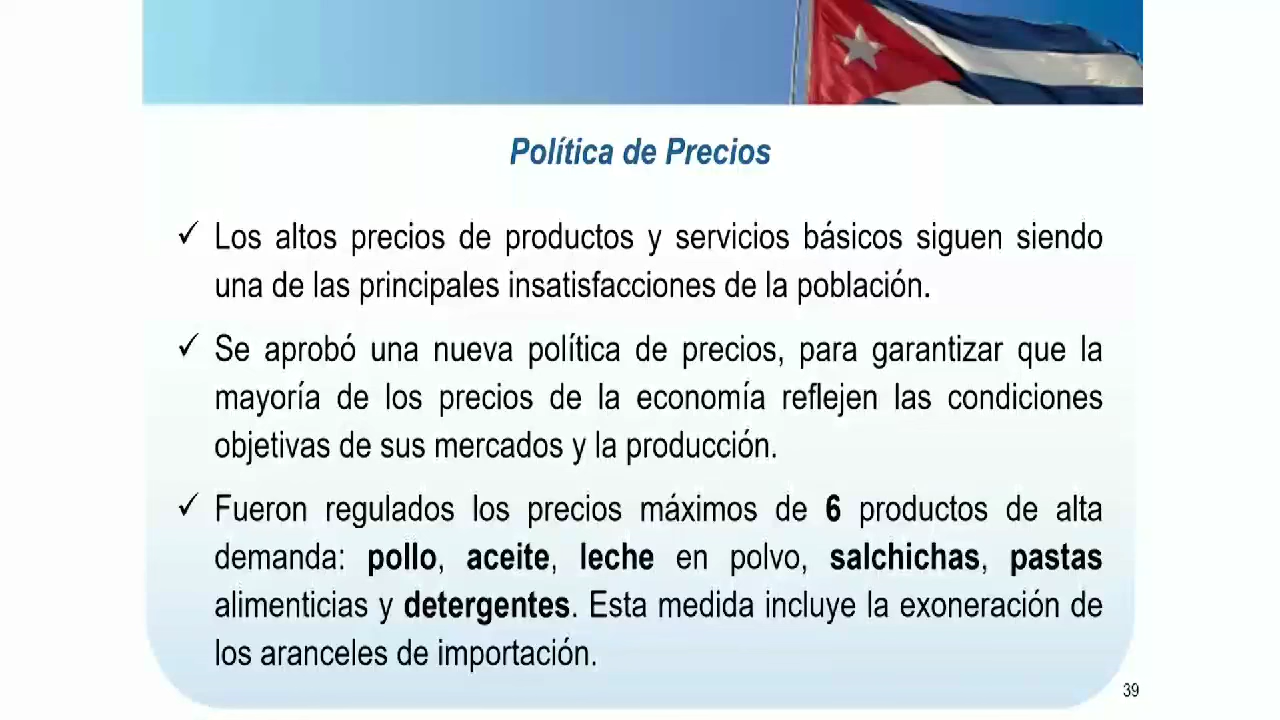 Política de Precios
✓ Los altos precios de productos y servicios básicos siguen siendo
una de las principales insatisfacciones de la población.
✓ Se aprobó una nueva política de precios, para garantizar que la
mayoría de los precios de la economía reflejen las condiciones
objetivas de sus mercados y la producción.
✓ Fueron regulados los precios máximos de 6 productos de alta
demanda: pollo, aceite, leche en polvo, salchichas, pastas
alimenticias y detergentes. Esta medida incluye la exoneración de
los aranceles de importación.
39